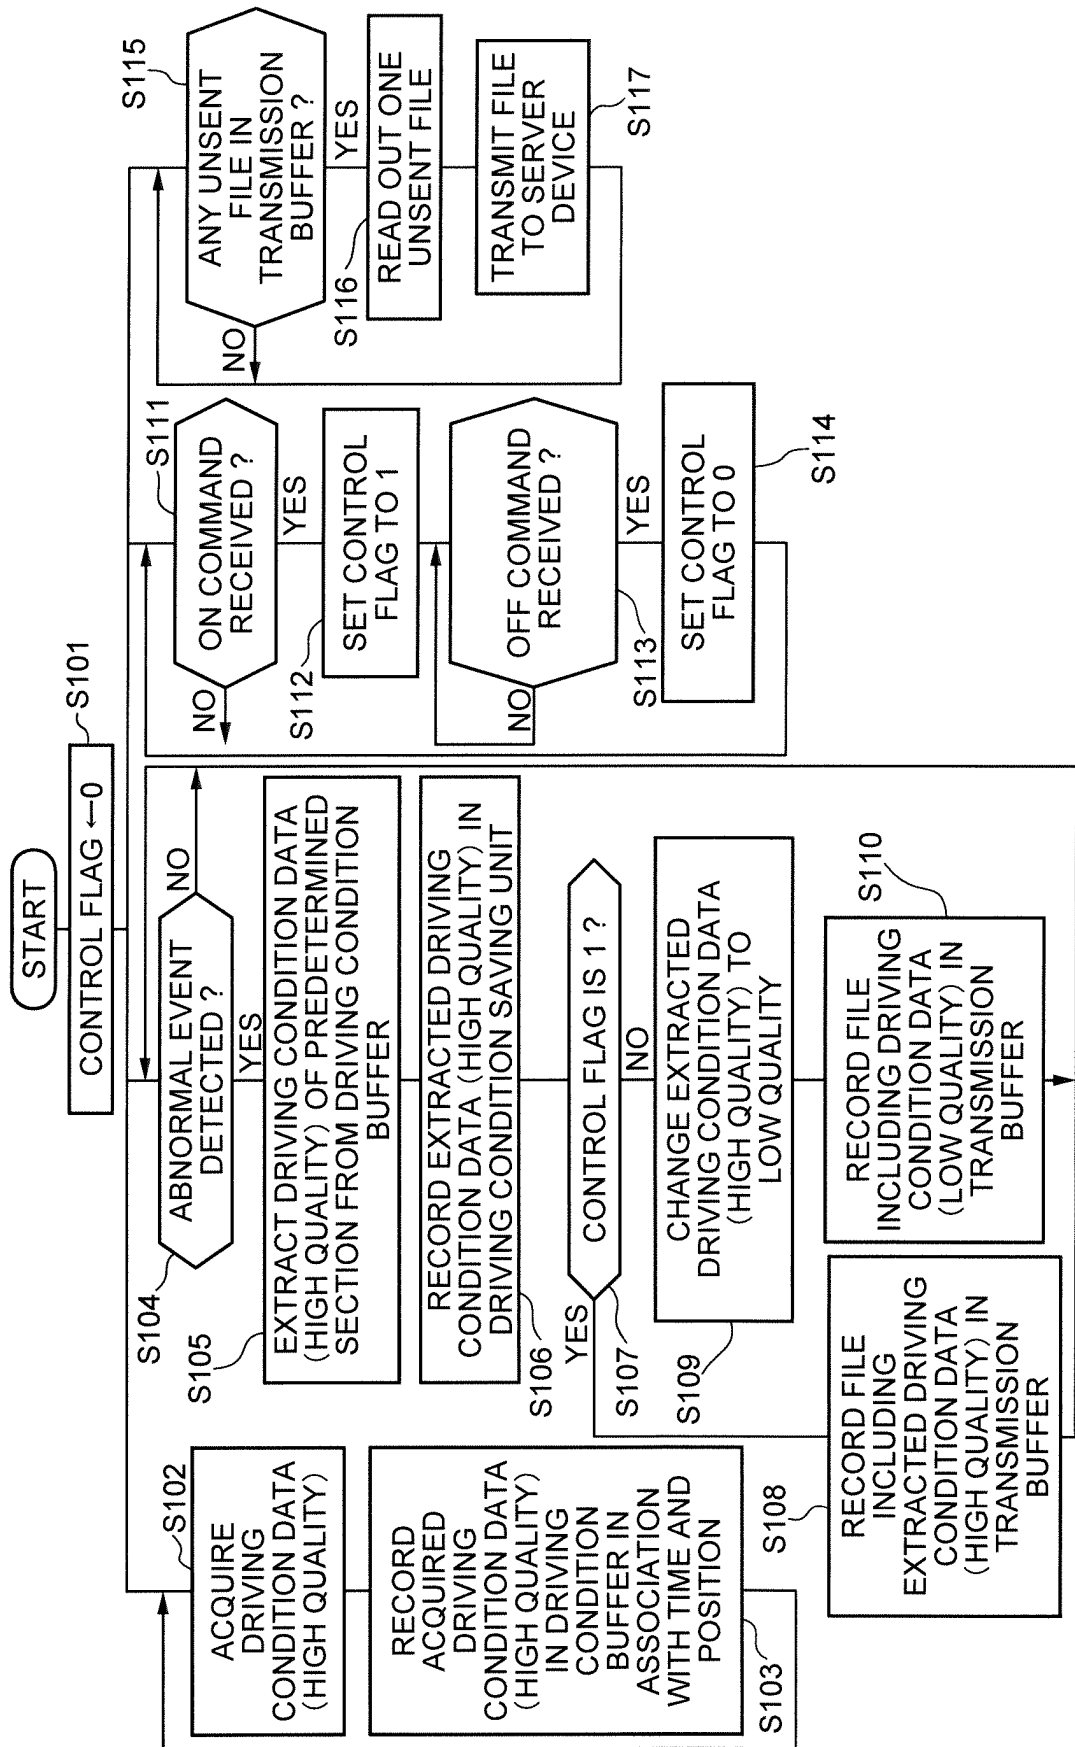 START
CONTROL FLAG ←0
S101
S102
ACQUIRE
DRIVING
CONDITION DATA
(HIGH QUALITY)
RECORD
ACQUIRED
DRIVING
CONDITION DATA
(HIGH QUALITY)
IN DRIVING
CONDITION
BUFFER IN
ASSOCIATION
WITH TIME AND
POSITION
S103
S104
ABNORMAL EVENT
DETECTED ?
NO
YES
S105
EXTRACT DRIVING CONDITION DATA
(HIGH QUALITY) OF PREDETERMINED
SECTION FROM DRIVING CONDITION
BUFFER
RECORD EXTRACTED DRIVING
CONDITION DATA (HIGH QUALITY) IN
DRIVING CONDITION SAVING UNIT
S106
CONTROL FLAG IS 1 ?
YES
S107
NO
S108
RECORD FILE
INCLUDING
EXTRACTED DRIVING
CONDITION DATA
(HIGH QUALITY) IN
TRANSMISSION
BUFFER
CHANGE EXTRACTED
DRIVING CONDITION DATA
(HIGH QUALITY) TO
LOW QUALITY
S109
S110
RECORD FILE
INCLUDING DRIVING
CONDITION DATA
(LOW QUALITY) IN
TRANSMISSION
BUFFER
S111
ON COMMAND
RECEIVED ?
NO
YES
S112
SET CONTROL
FLAG TO 1
OFF COMMAND
RECEIVED ?
NO
S113
YES
SET CONTROL
FLAG TO 0
S114
S115
ANY UNSENT
FILE IN
TRANSMISSION
BUFFER ?
NO
YES
S116
READ OUT ONE
UNSENT FILE
TRANSMIT FILE
TO SERVER
DEVICE
S117